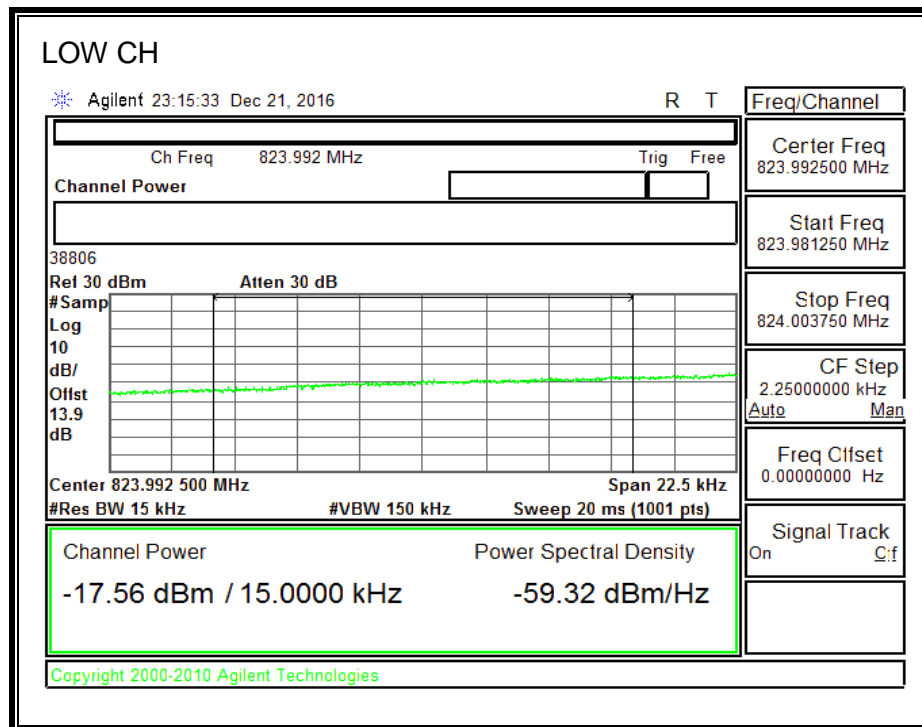 LOW CH
Agilent 23:15:33 Dec 21, 2016 R T
Freq/Channel
Ch Freq 823.992 MHz Trig Free
Channel Power
38806
Ref 30 dBm Atten 30 dB
#Samp
Log
10
dB/
Offst
13.9
dB
Center 823.992 500 MHz Span 22.5 kHz
#Res BW 15 kHz #VBW 150 kHz Sweep 20 ms (1001 pts)
Channel Power Power Spectral Density
-17.56 dBm / 15.0000 kHz -59.32 dBm/Hz
Copyright 2000-2010 Agilent Technologies
Center Freq
823.992500 MHz
Start Freq
823.981250 MHz
Stop Freq
824.003750 MHz
CF Step
2.25000000 kHz
Auto Man
Freq Offset
0.00000000 Hz
Signal Track
On Off